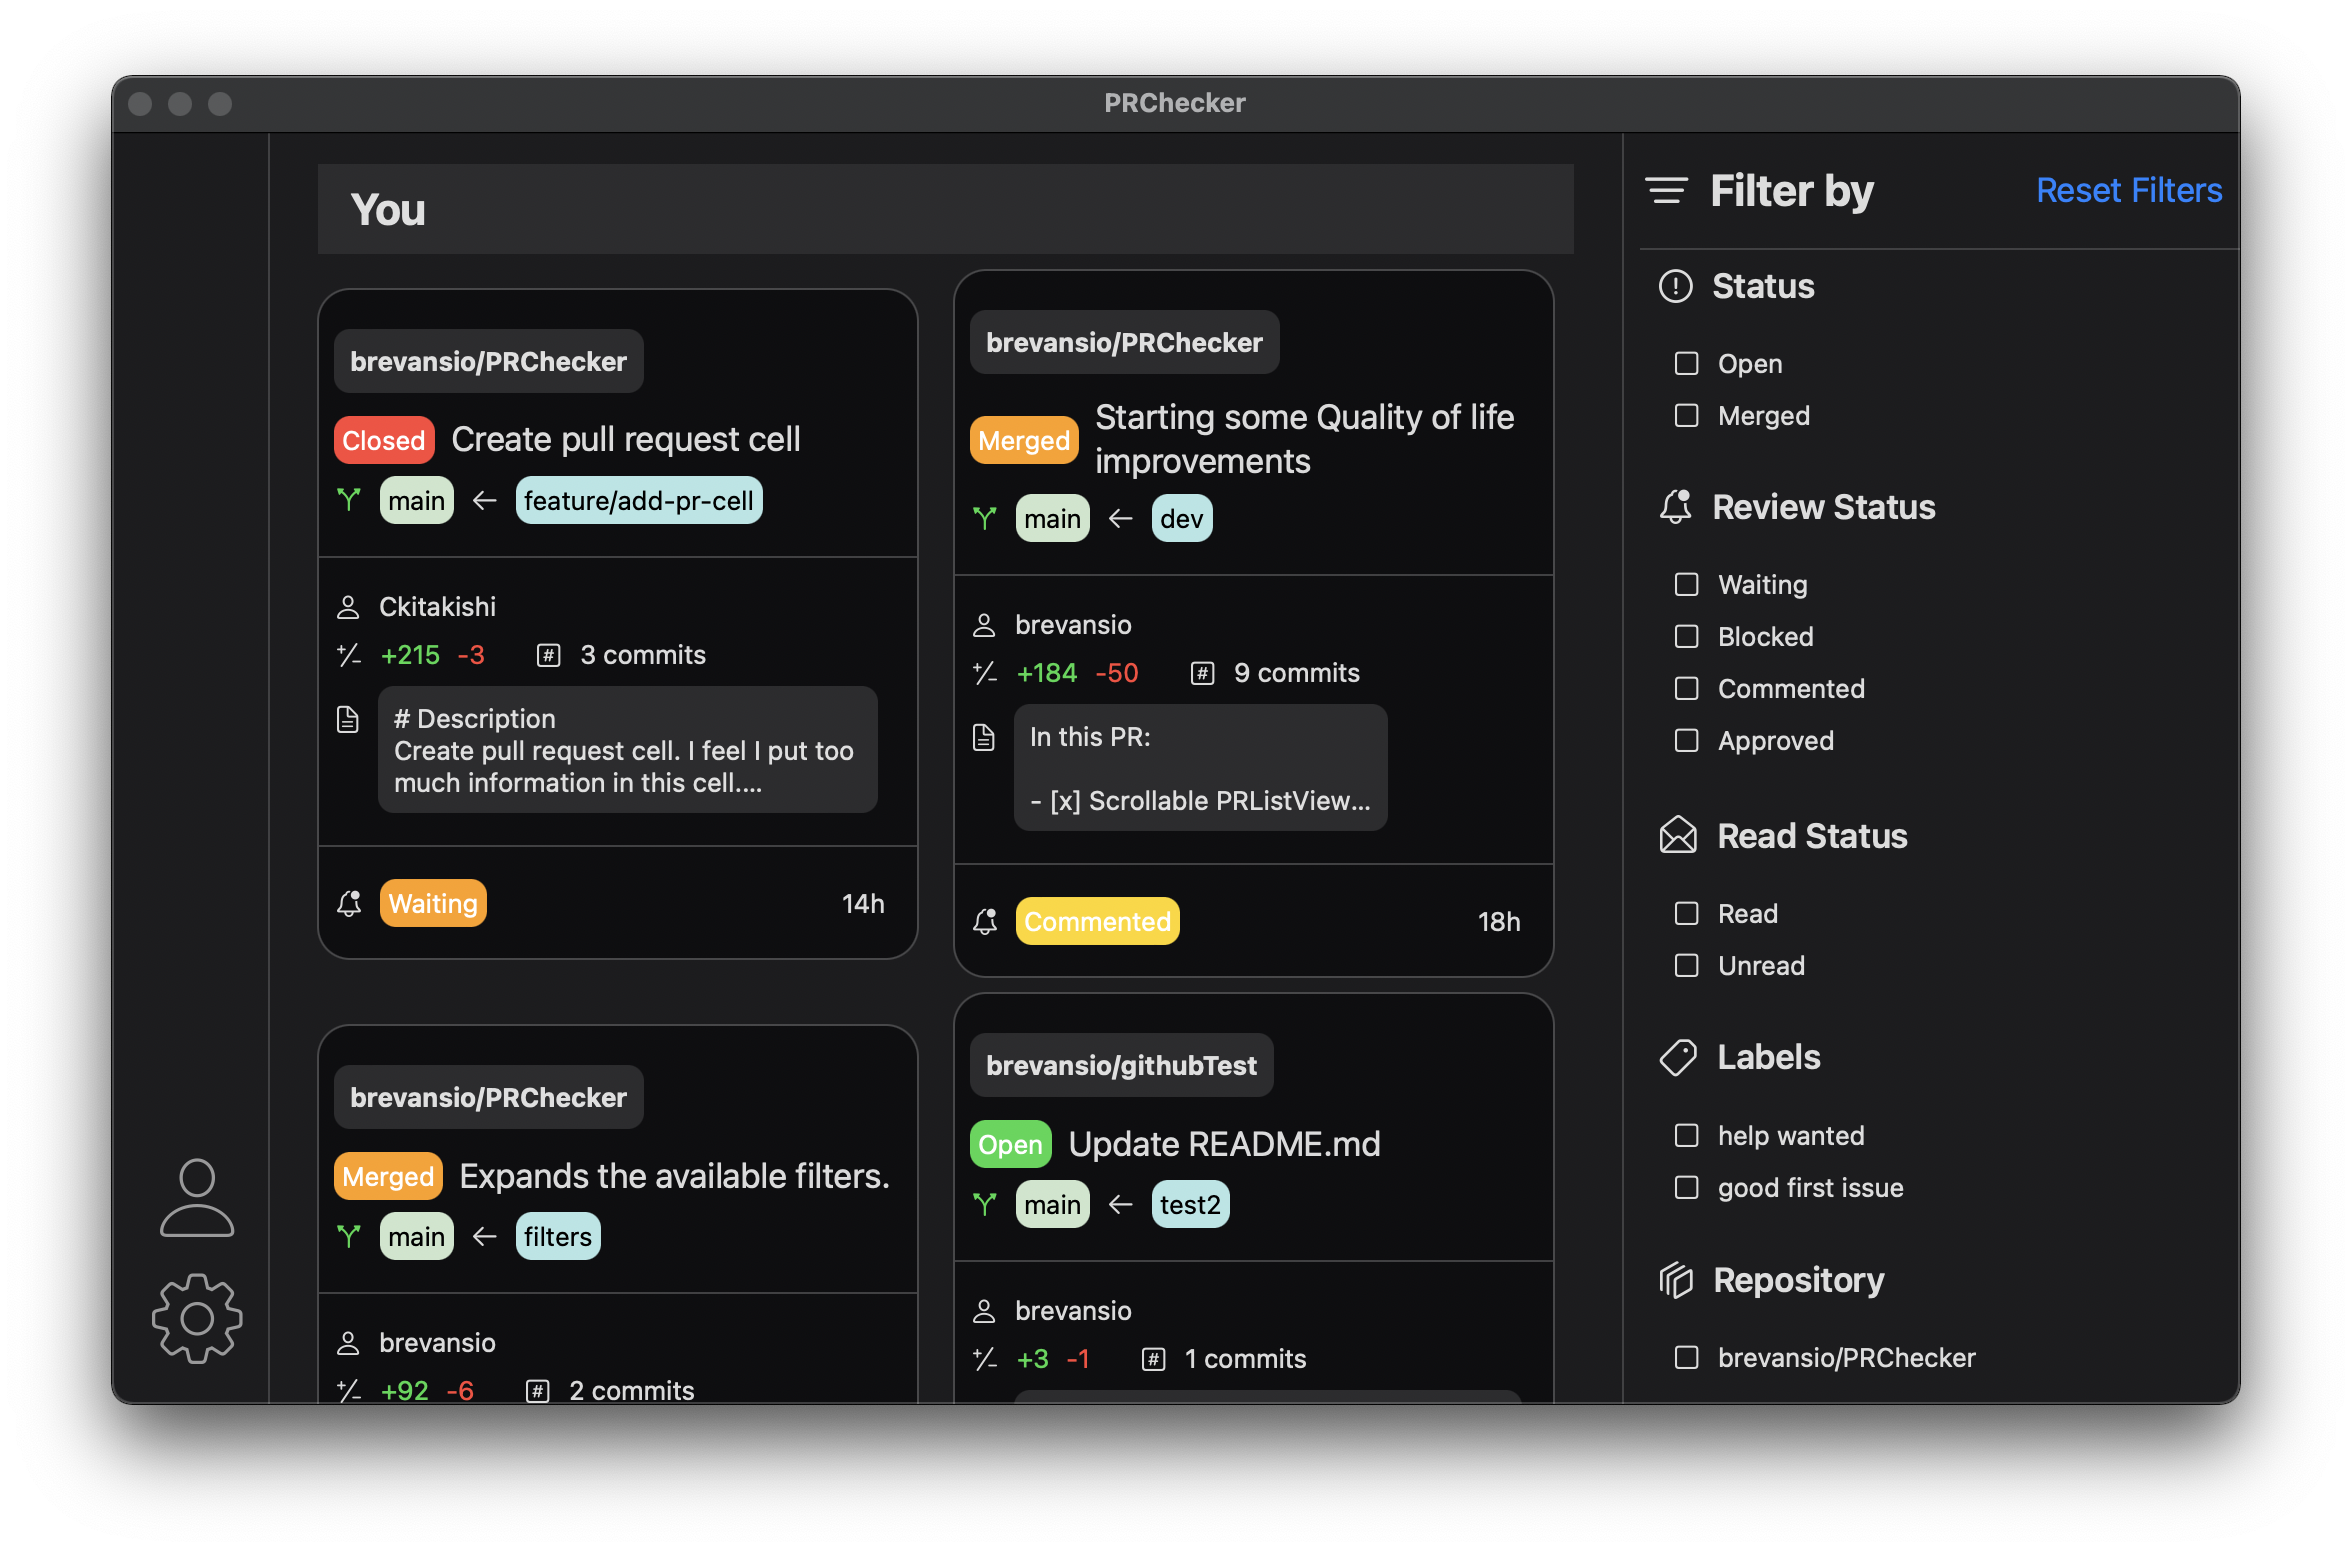 PRChecker
You
brevansio/PRChecker
Closed Create pull request cell
main ← feature/add-pr-cell
Ckitakishi
+215 -3 # 3 commits
# Description
Create pull request cell. I feel I put too
much information in this cell....
Waiting 14h
brevansio/PRChecker
Merged Starting some Quality of life
improvements
main ← dev
brevansio
+184 -50 # 9 commits
In this PR:
- [x] Scrollable PRListView...
Commented 18h
brevansio/PRChecker
Merged Expands the available filters.
main ← filters
brevansio
+92 -6 # 2 commits
brevansio/githubTest
Open Update README.md
main ← test2
brevansio
+3 -1 # 1 commits
Filter by Reset Filters
Status
Open
Merged
Review Status
Waiting
Blocked
Commented
Approved
Read Status
Read
Unread
Labels
help wanted
good first issue
Repository
brevansio/PRChecker